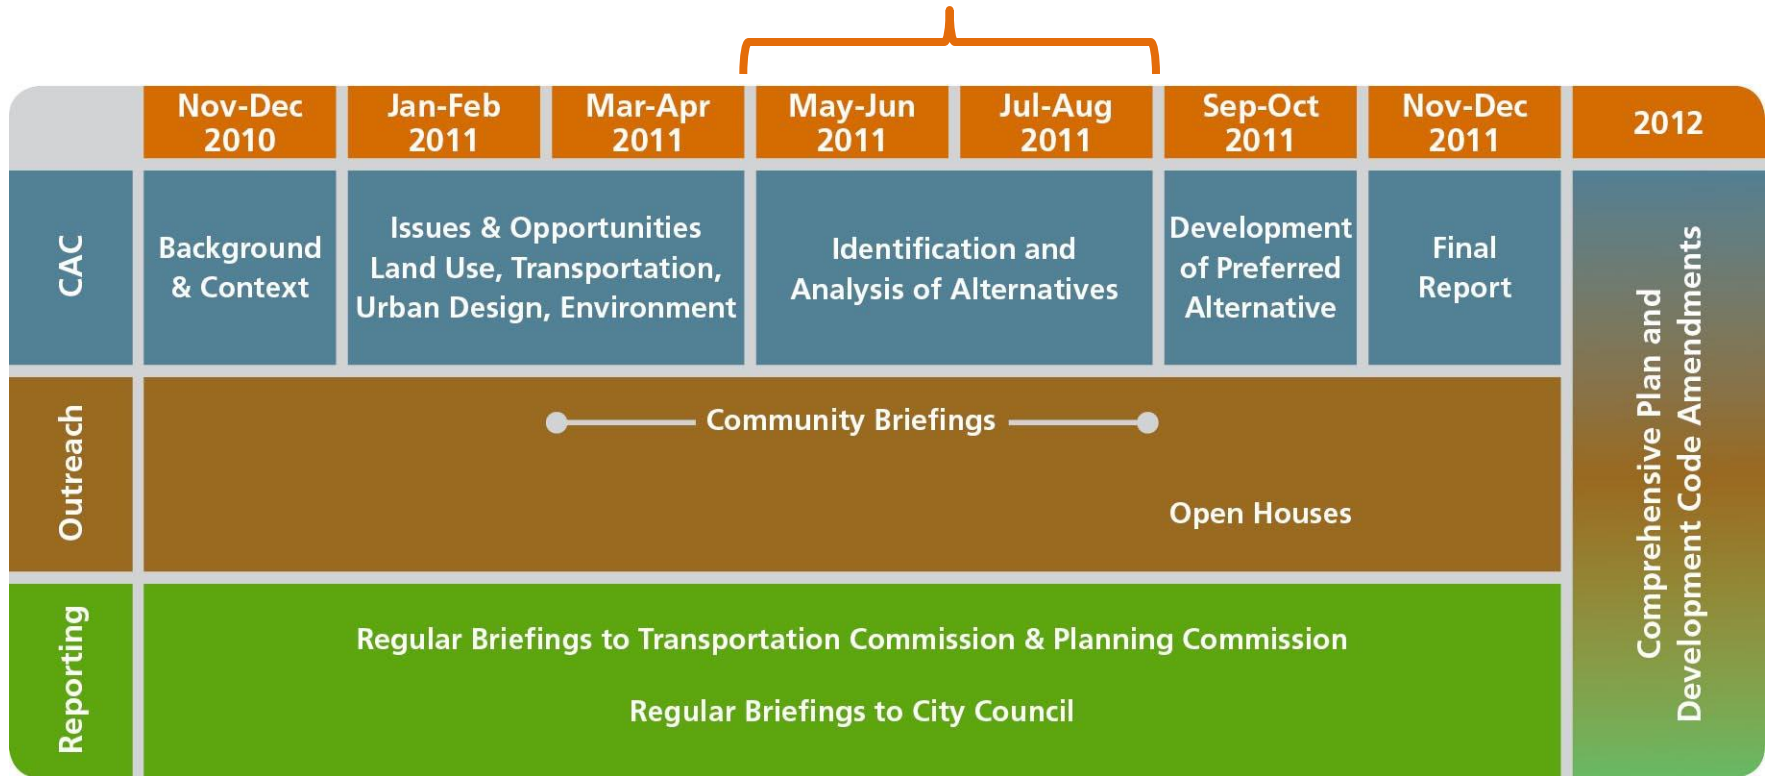 Nov-Dec
2010
Jan-Feb
2011
Mar-Apr
2011
May-Jun
2011
Jul-Aug
2011
Sep-Oct
2011
Nov-Dec
2011
2012
CAC
Background
& Context
Issues & Opportunities
Land Use, Transportation,
Urban Design, Environment
Identification and
Analysis of Alternatives
Development
of Preferred
Alternative
Final
Report
Comprehensive Plan and
Development Code Amendments
Outreach
Community Briefings
Open Houses
Reporting
Regular Briefings to Transportation Commission & Planning Commission
Regular Briefings to City Council